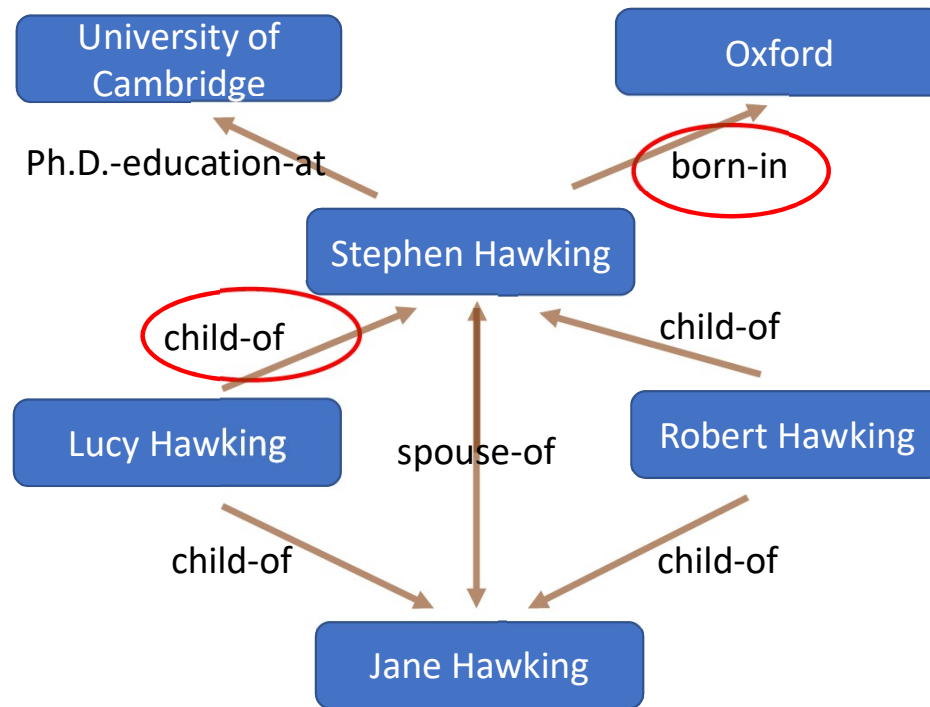 University of
Cambridge
Oxford
Ph.D.-education-at
born-in
Stephen Hawking
child-of
child-of
Lucy Hawking
spouse-of
Robert Hawking
child-of
child-of
Jane Hawking